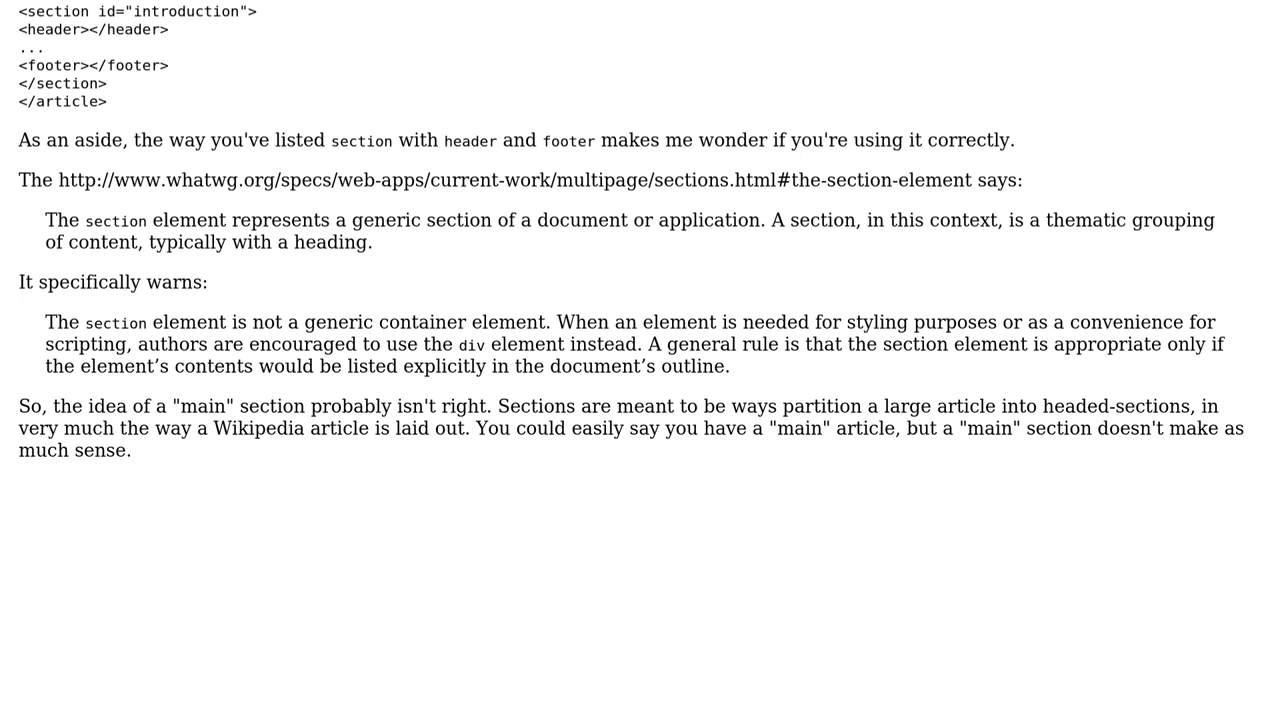 <section id="introduction">
<header></header>
...
<footer></footer>
</section>
</article>
As an aside, the way you've listed section with header and footer makes me wonder if you're using it correctly.
The http://www.whatwg.org/specs/web-apps/current-work/multipage/sections.html#the-section-element says:
The section element represents a generic section of a document or application. A section, in this context, is a thematic grouping
of content, typically with a heading.
It specifically warns:
The section element is not a generic container element. When an element is needed for styling purposes or as a convenience for
scripting, authors are encouraged to use the div element instead. A general rule is that the section element is appropriate only if
the element’s contents would be listed explicitly in the document’s outline.
So, the idea of a "main" section probably isn't right. Sections are meant to be ways partition a large article into headed-sections, in
very much the way a Wikipedia article is laid out. You could easily say you have a "main" article, but a "main" section doesn't make as
much sense.